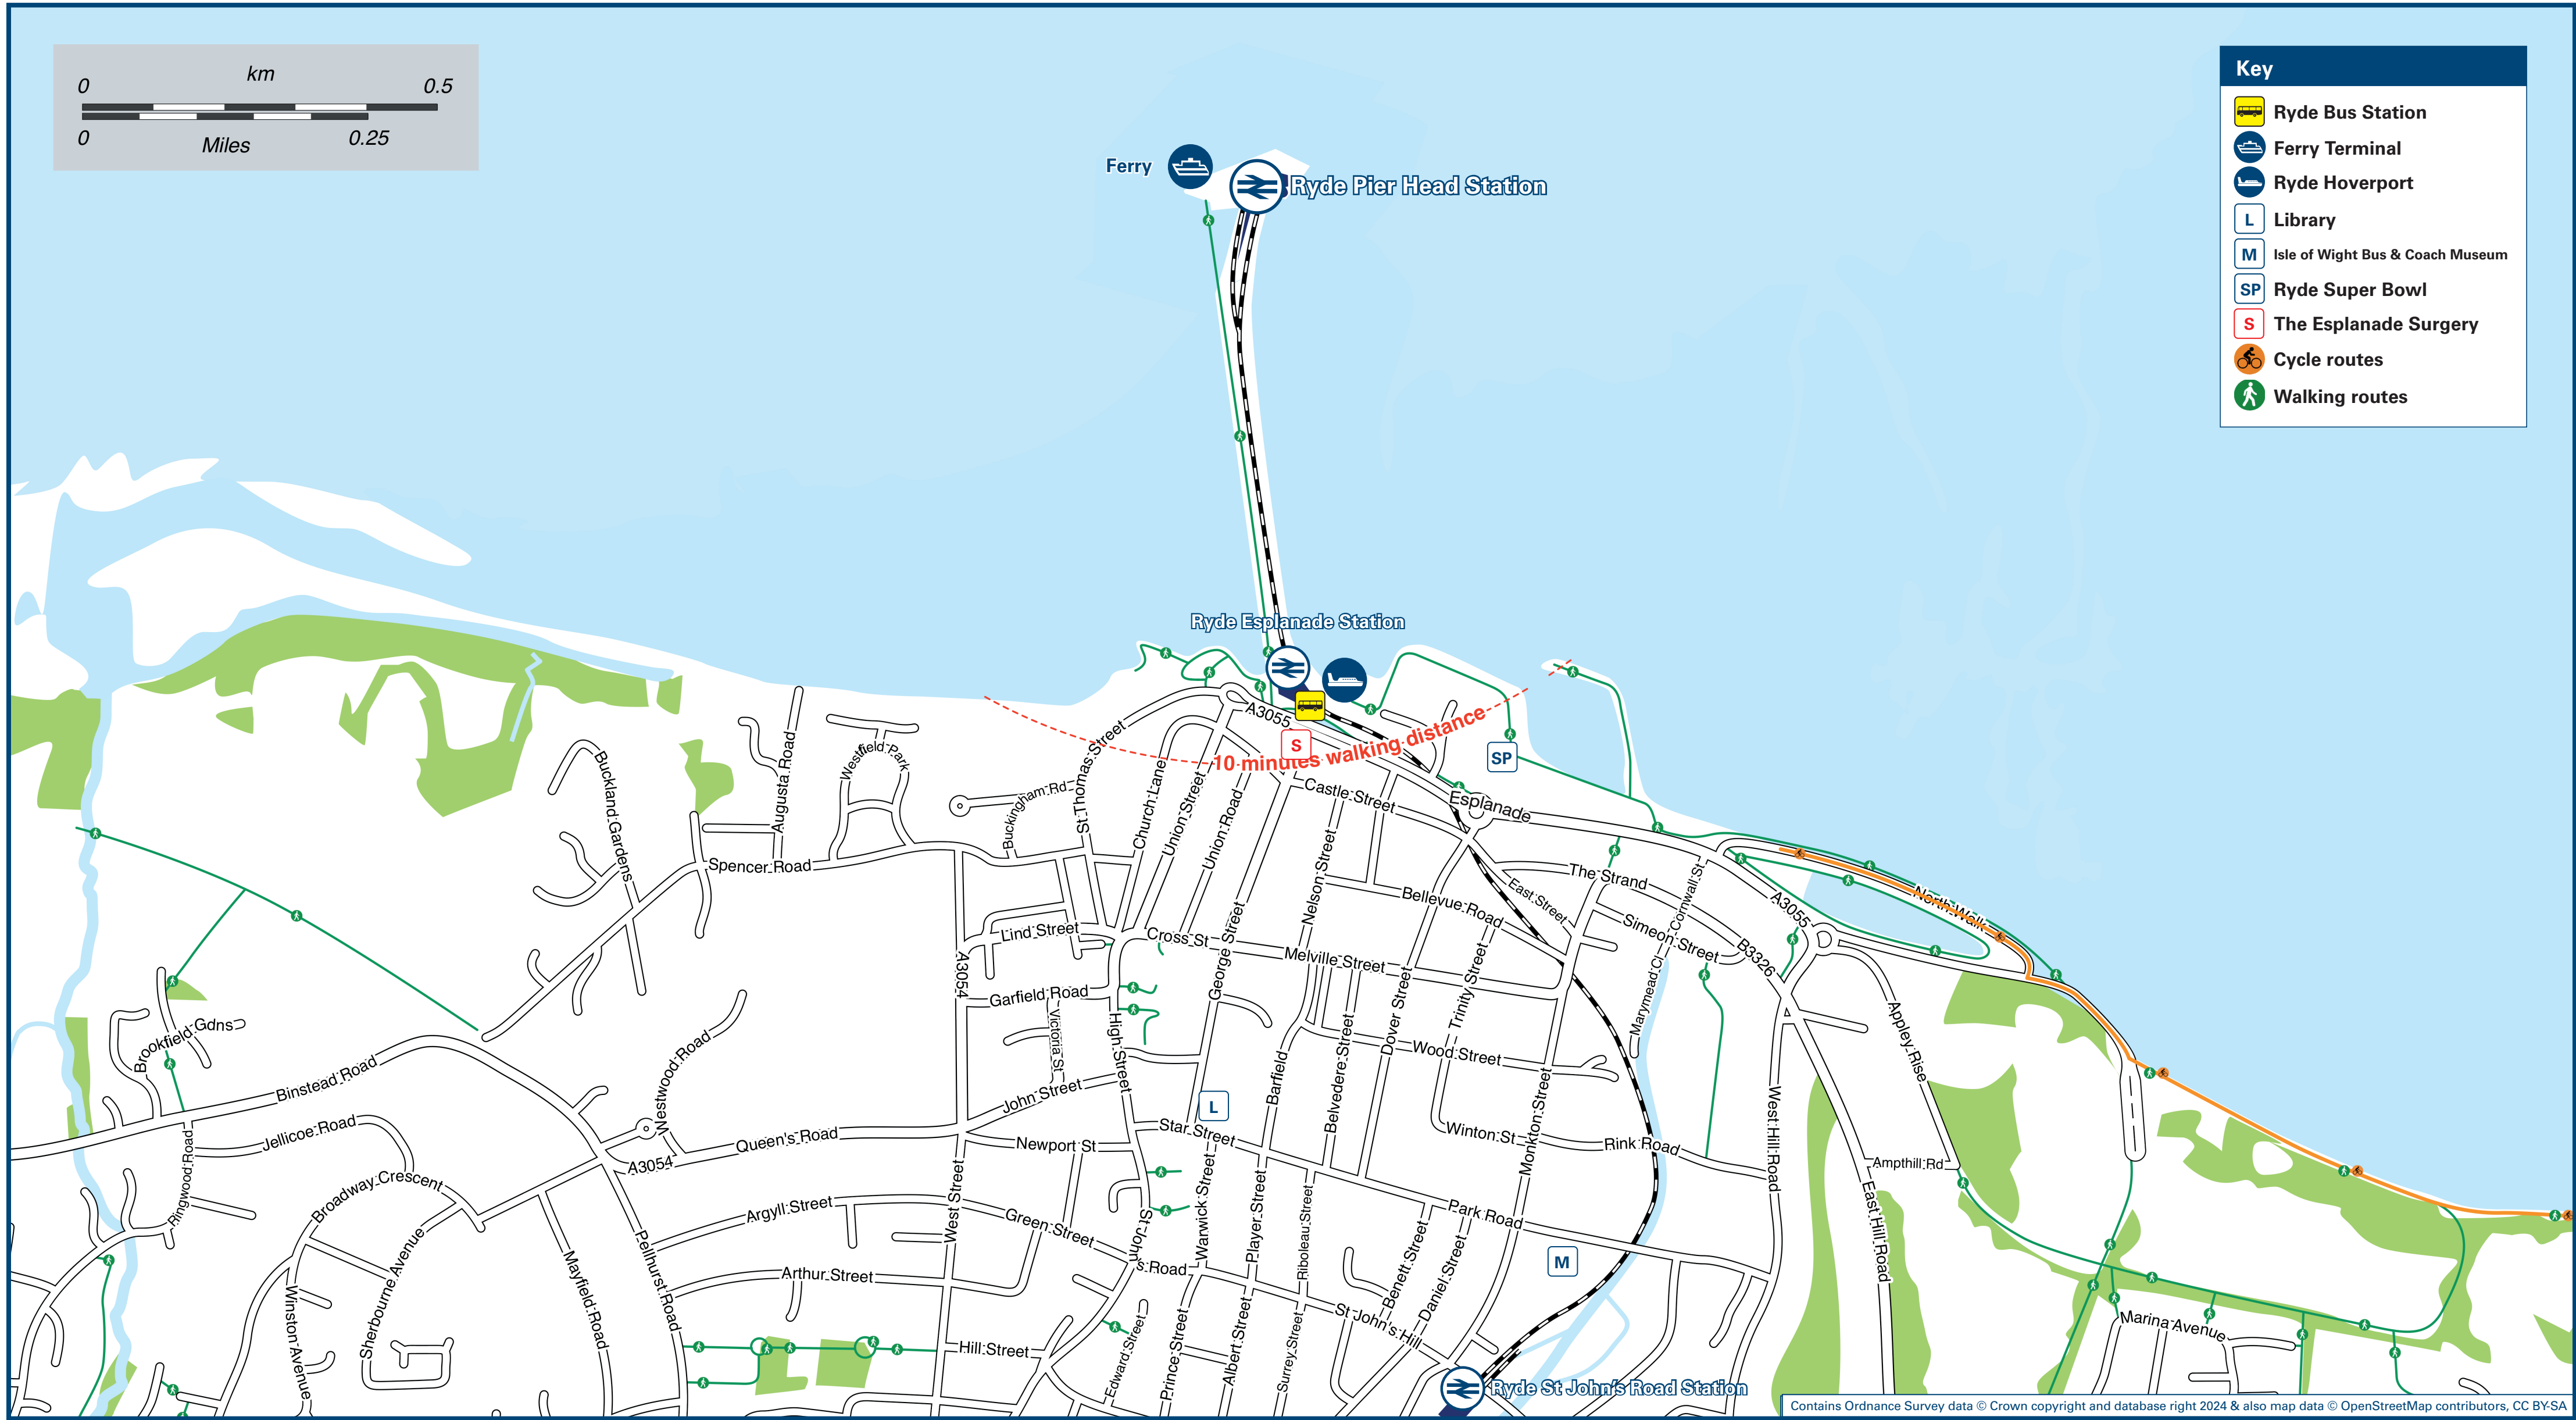 km
0 0.5
0 0.25
Miles
Key
Ryde Bus Station
Ferry Terminal
Ryde Hoverport
L Library
M Isle of Wight Bus & Coach Museum
SP Ryde Super Bowl
S The Esplanade Surgery
Cycle routes
Walking routes
Ferry
Ryde Pier Head Station
Ryde Esplanade Station
A3055
S
10 minutes walking distance
SP
Buckland Gardens
Augusta Road
Westfield Park
Buckingham Rd
St Thomas Street
Church Lane
Union Street
Union Road
Castle Street
Esplanade
Spencer Road
Nelson Street
Bellevue Road
East Street
The Strand
Cornwall St
Simeon Street
B3326
A3055
North Walk
Lind Street
Cross St
George Street
Melville Street
Marymead Cl
A3054
Garfield Road
Victoria St
High Street
Dover Street
Trinity Street
Wood Street
Appley Rise
Brookfield Gdns
Binstead Road
Westwood Road
John Street
Barfield
Belvedere Street
Monkton Street
West Hill Road
L
Jellicoe Road
Ringwood Road
Queen's Road
A3054
Newport St
Star Street
Winton St
Rink Road
Ampthill Rd
East Hill Road
Broadway Crescent
Argyll Street
West Street
Green Street
St John's Road
Warwick Street
Player Street
Riboleau Street
Park Road
Bennett Street
Daniel Street
M
Sherbourne Avenue
Winston Avenue
Mayfield Road
Pellhurst Road
Arthur Street
Hill Street
Edward Street
Prince Street
Albert Street
Surrey Street
St John's Hill
Marina Avenue
Ryde St John's Road Station
Contains Ordnance Survey data © Crown copyright and database right 2024 & also map data © OpenStreetMap contributors, CC BY-SA